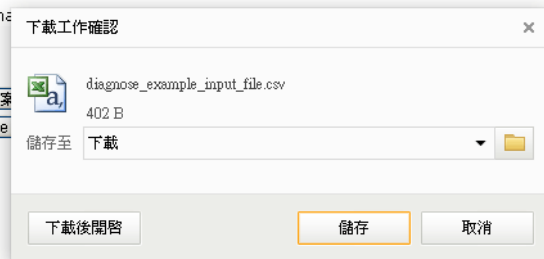 下載工作確認
diagnose_example_input_file.csv
402 B
儲存至 下載
下載後開啓 儲存 取消